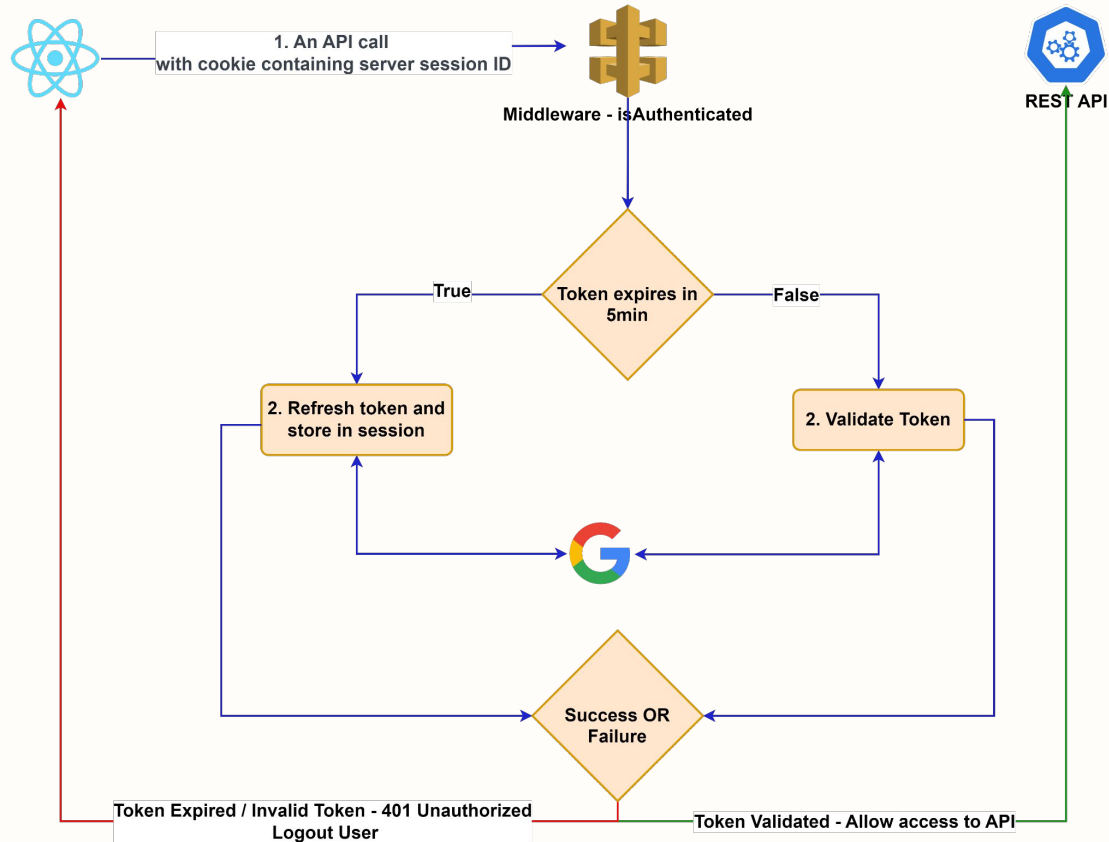 1. An API call
with cookie containing server session ID
Middleware - isAuthenticated
REST API
Token expires in
5min
True
False
2. Refresh token and
store in session
2. Validate Token
Success OR
Failure
Token Expired / Invalid Token - 401 Unauthorized
Logout User
Token Validated - Allow access to API